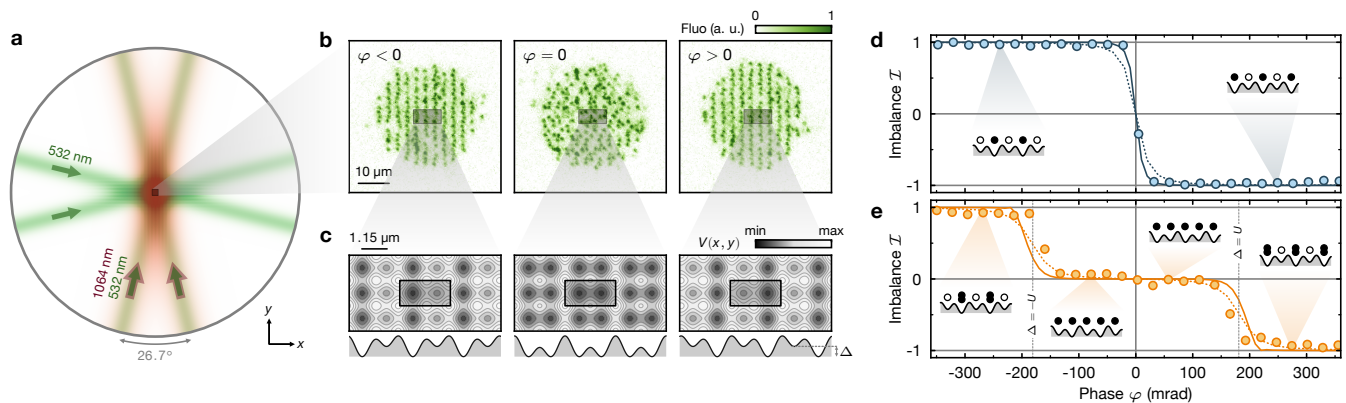 a
532 nm
1064 nm
532 nm
26.7°
y
x
b
Fluo (a. u.)
0
1
φ < 0
φ = 0
φ > 0
10 µm
c
1.15 µm
V(x, y)
min
max
Δ
d
Imbalance I
1
0
-1
e
Imbalance I
1
0
-1
Δ = U
Δ = U
-300
-200
-100
0
100
200
300
Phase φ (mrad)